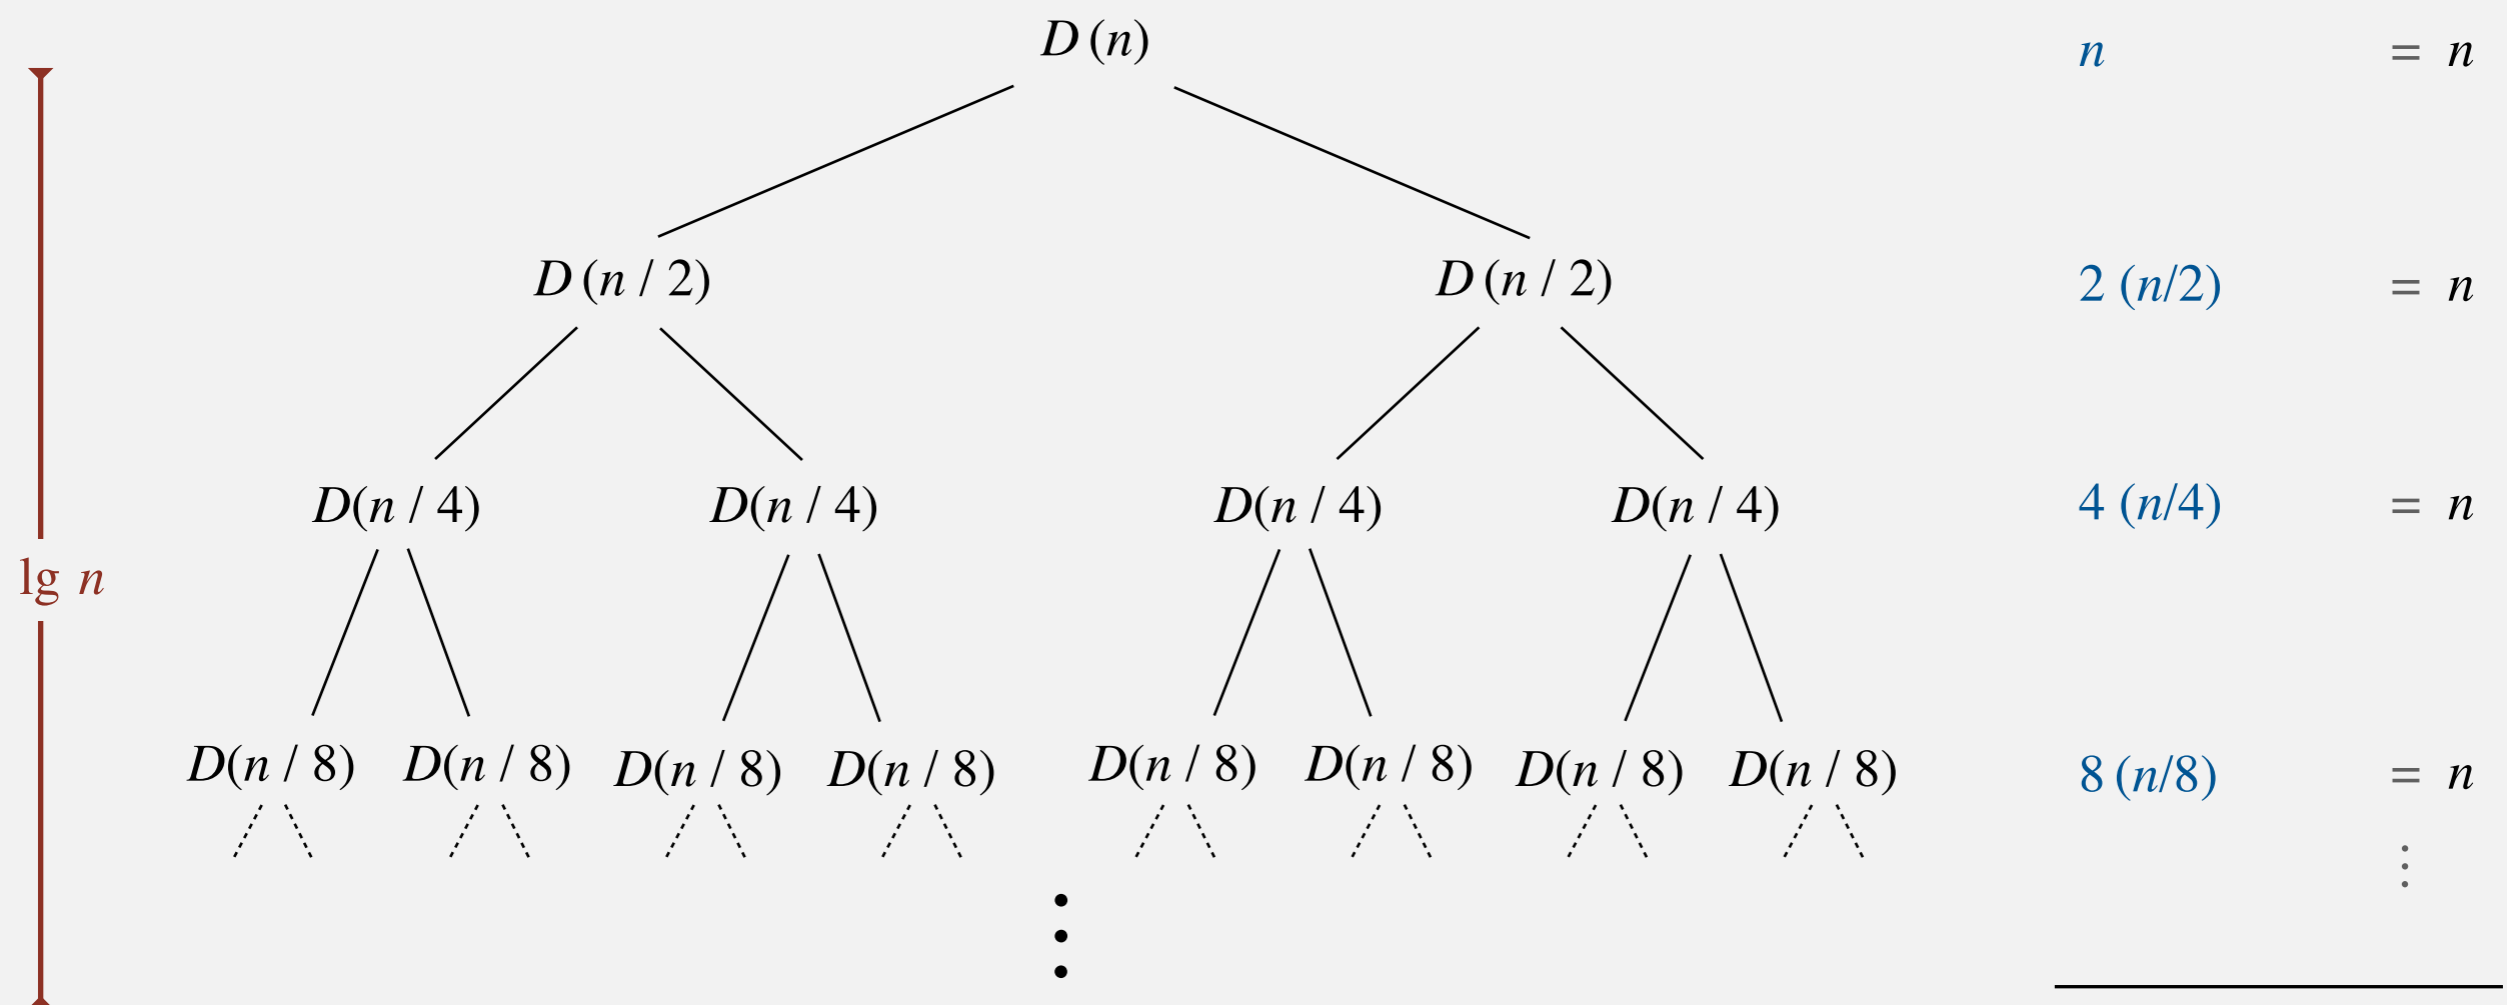 D (n) n = n
D (n / 2) D (n / 2) 2 (n/2) = n
D(n / 4) D(n / 4) D(n / 4) D(n / 4) 4 (n/4) = n
lg n
D(n / 8) D(n / 8) D(n / 8) D(n / 8) D(n / 8) D(n / 8) D(n / 8) D(n / 8) 8 (n/8) = n
⋮
⋮